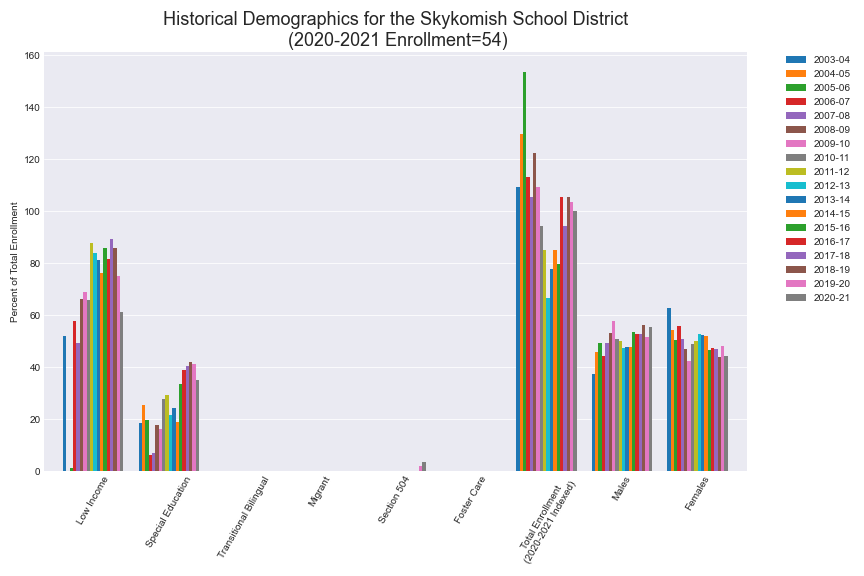 Historical Demographics for the Skykomish School District
(2020-2021 Enrollment=54)
Percent of Total Enrollment
160
140
120
100
80
60
40
20
0
Low Income
Special Education
Transitional Bilingual
Migrant
Section 504
Foster Care
Total Enrollment
(2020-2021 Indexed)
Males
Females
2003-04
2004-05
2005-06
2006-07
2007-08
2008-09
2009-10
2010-11
2011-12
2012-13
2013-14
2014-15
2015-16
2016-17
2017-18
2018-19
2019-20
2020-21